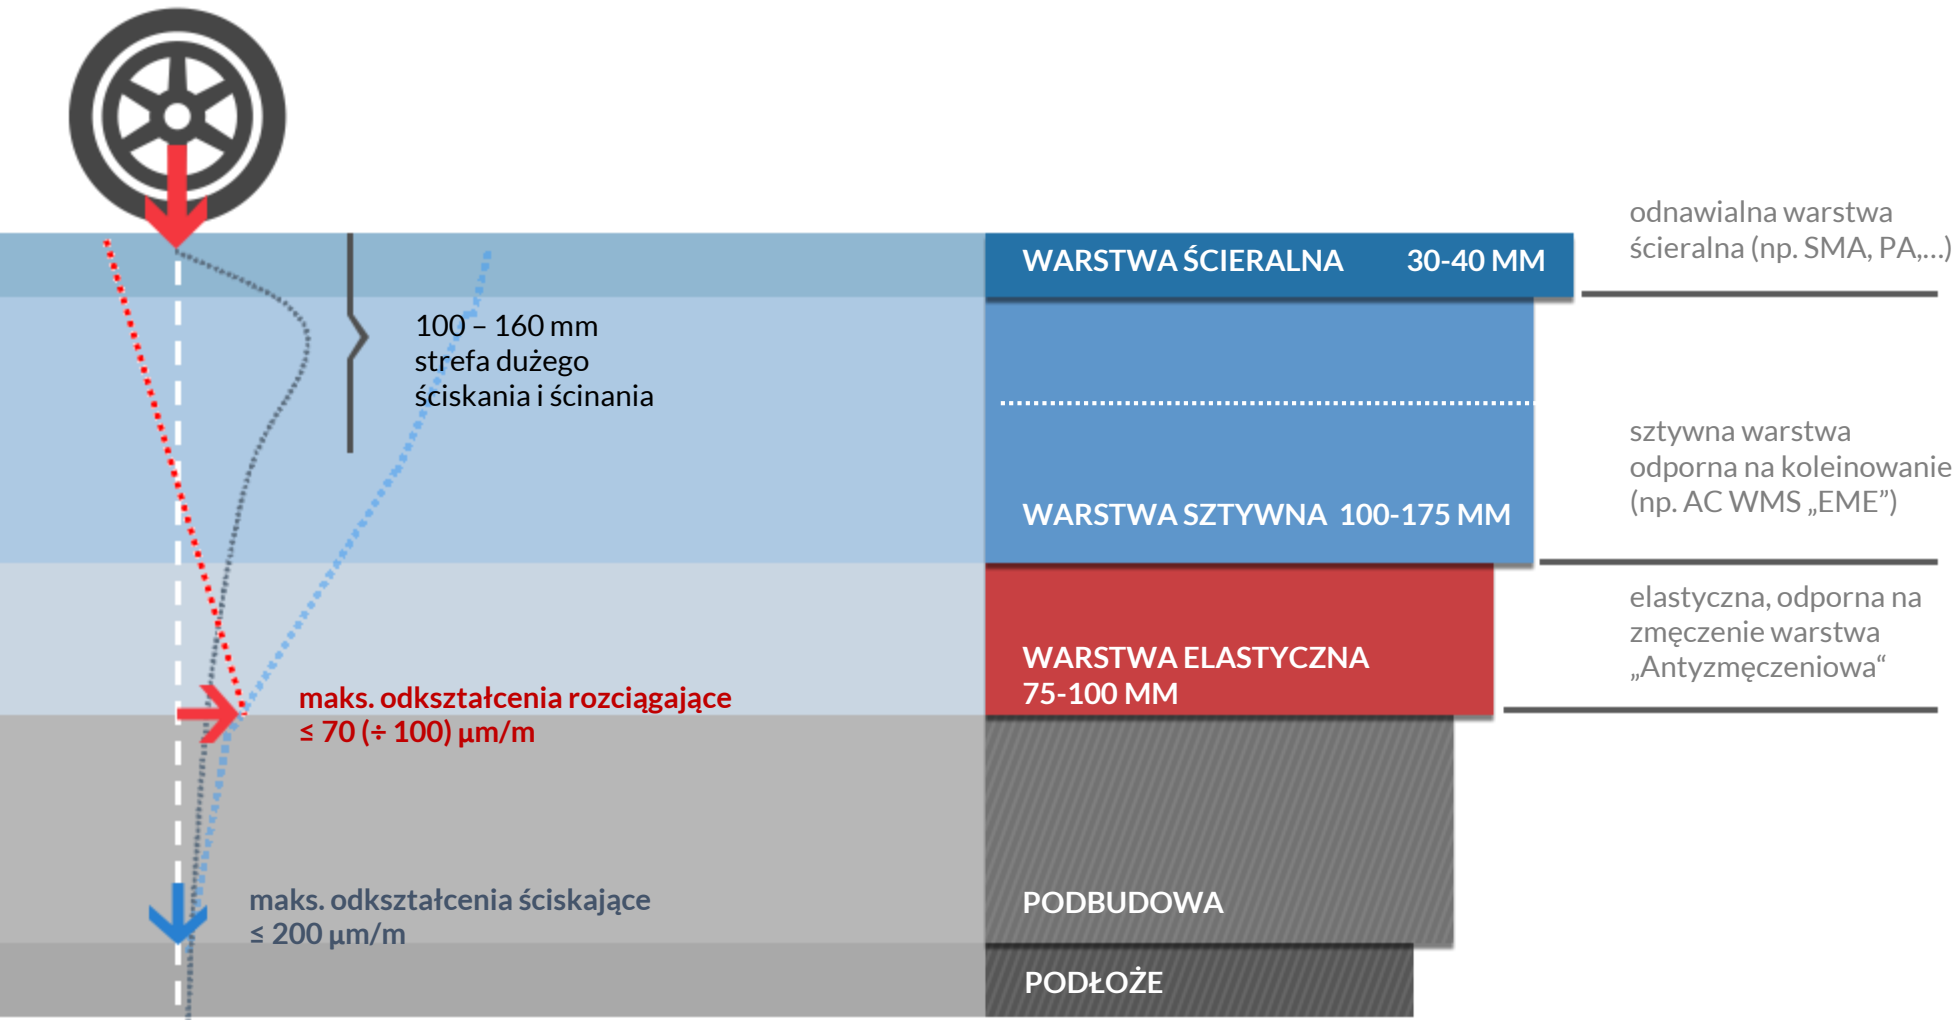 odnawialna warstwa
ścieralna (np. SMA, PA,...)
WARSTWA ŚCIERALNA 30-40 MM
100 – 160 mm
strefa dużego
ściskania i ścinania
sztywna warstwa
odporna na koleinowanie
(np. AC WMS „EME”)
WARSTWA SZTYWNA 100-175 MM
elastyczna, odporna na
zmęczenie warstwa
„Antyzmęczeniowa“
WARSTWA ELASTYCZNA
75-100 MM
maks. odkształcenia rozciągające
≤ 70 (÷ 100) µm/m
maks. odkształcenia ściskające
≤ 200 µm/m
PODBUDOWA
PODŁOŻE